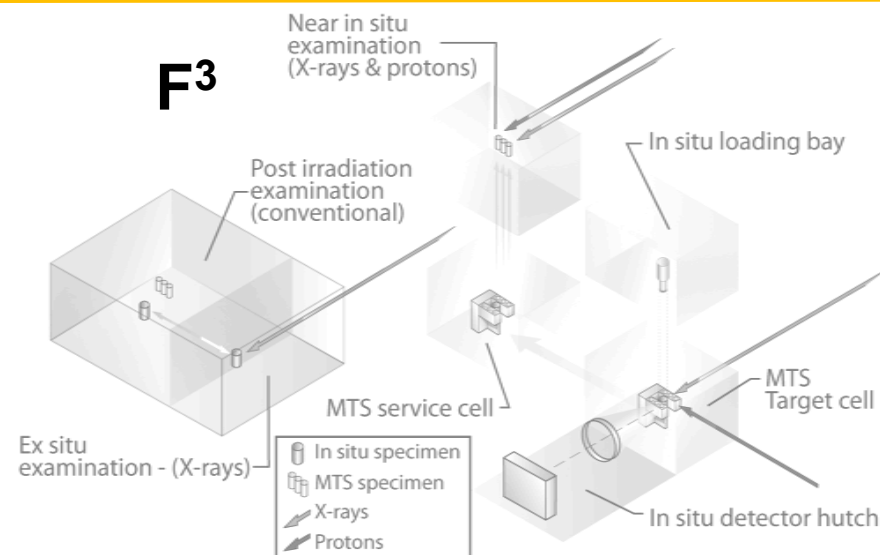 F³
Near in situ
examination
(X-rays & protons)
In situ loading bay
Post irradiation
examination
(conventional)
MTS service cell
MTS
Target cell
Ex situ
examination - (X-rays)
In situ specimen
MTS specimen
X-rays
Protons
In situ detector hutch